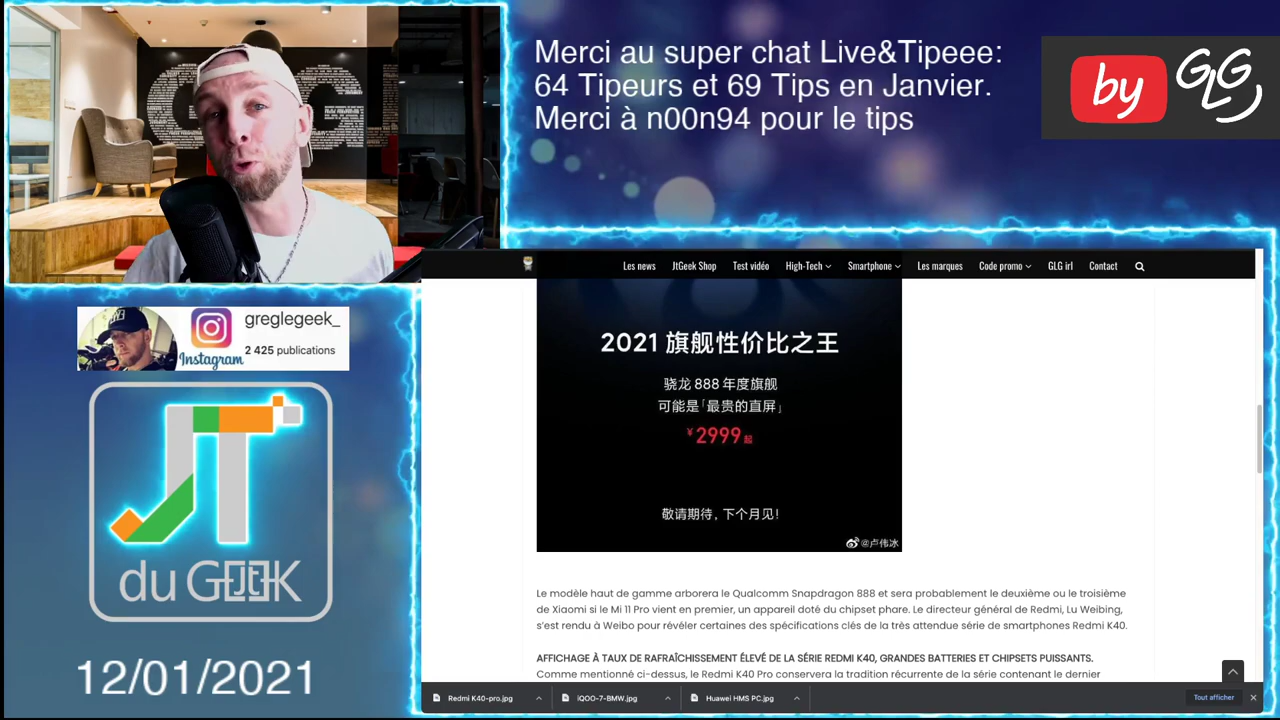 Merci au super chat Live&Tipeee:
64 Tipeurs et 69 Tips en Janvier.
Merci à n00n94 pour le tips
by GLG
greglegeek_
Instagram
2 425 publications
JT
du GEEK
12/01/2021
Les news JtGeek Shop Test vidéo High-Tech Smartphone Les marques Code promo GLG irl Contact
2021 旗舰性价比之王
骁龙 888 年度旗舰
可能是「最贵的直屏」
¥2999起
敬请期待，下个月见！
@卢伟冰
Le modèle haut de gamme arborera le Qualcomm Snapdragon 888 et sera probablement le deuxième ou le troisième
de Xiaomi si le Mi 11 Pro vient en premier, un appareil doté du chipset phare. Le directeur général de Redmi, Lu Weibing,
s'est rendu à Weibo pour révéler certaines des spécifications clés de la très attendue série de smartphones Redmi K40.
AFFICHAGE À TAUX DE RAFRAÎCHISSEMENT ÉLEVÉ DE LA SÉRIE REDMI K40, GRANDES BATTERIES ET CHIPSETS PUISSANTS.
Comme mentionné ci-dessus, le Redmi K40 Pro conservera la tradition récurrente de la série contenant le dernier
Redmi K40-pro.jpg iQOO-7-BMW.jpg Huawei HMS PC.jpg Tout afficher